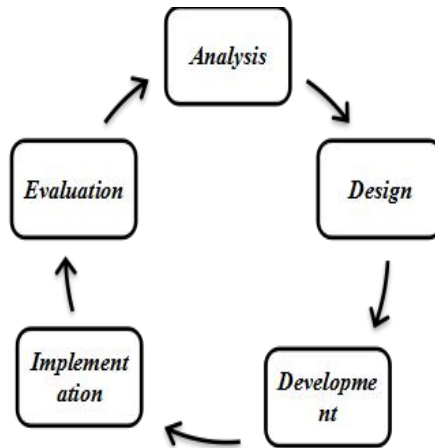 Analysis
Design
Developme
nt
Implement
ation
Evaluation